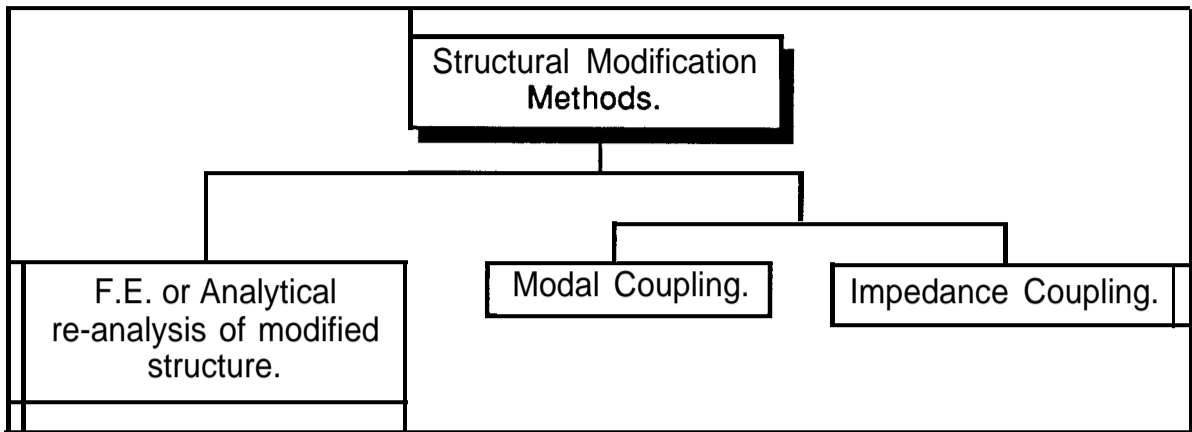 Structural Modification
Methods.
F.E. or Analytical
re-analysis of modified
structure.
Modal Coupling.
Impedance Coupling.